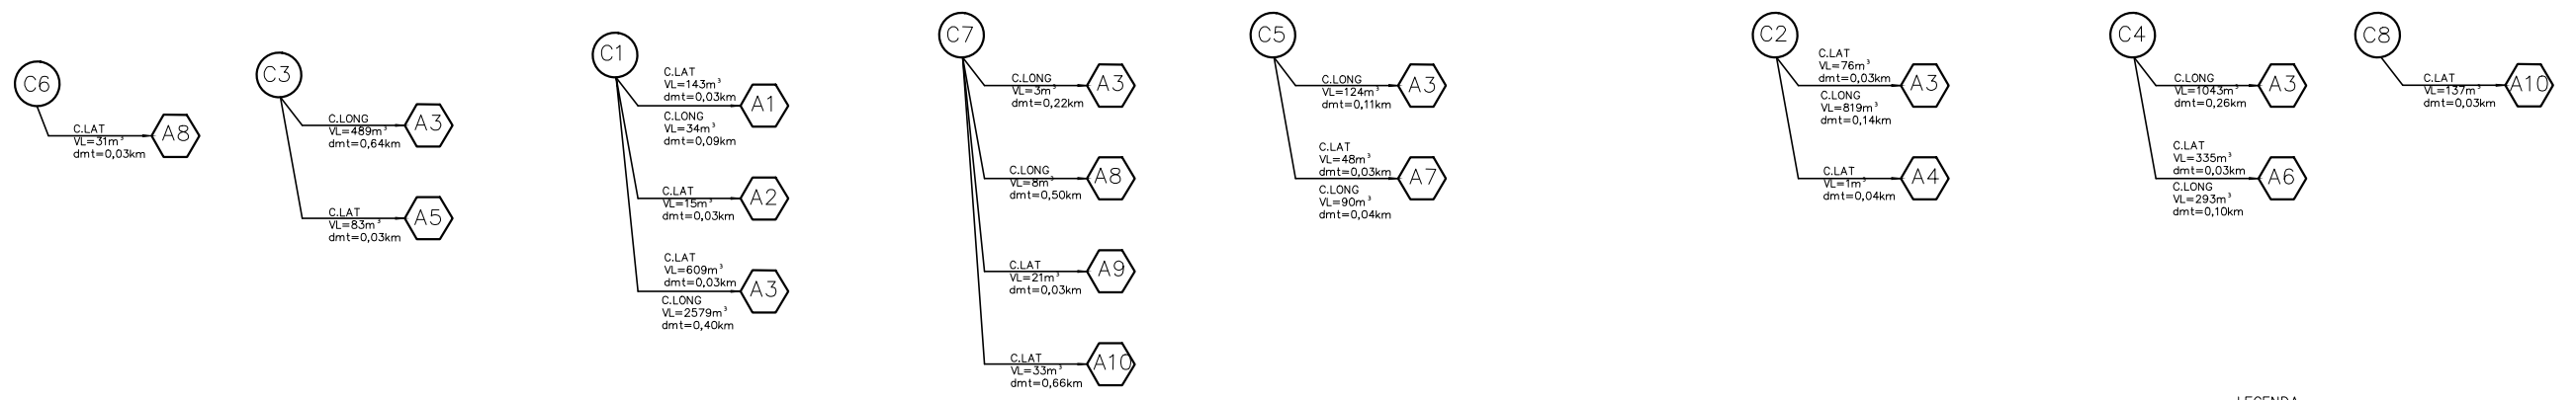 C6
C.LAT
VL=31m³
dmt=0,03km
A8
C3
C.LONG
VL=489m³
dmt=0,64km
A3
C.LAT
VL=83m³
dmt=0,03km
A5
C1
C.LAT
VL=143m³
dmt=0,03km
A1
C.LONG
VL=34m³
dmt=0,09km
C.LAT
VL=15m³
dmt=0,03km
A2
C.LAT
VL=609m³
dmt=0,03km
A3
C.LONG
VL=2579m³
dmt=0,40km
C7
C.LONG
VL=3m³
dmt=0,22km
A3
C.LONG
VL=8m³
dmt=0,50km
A8
C.LAT
VL=21m³
dmt=0,03km
A9
C.LAT
VL=33m³
dmt=0,66km
A10
C5
C.LONG
VL=124m³
dmt=0,11km
A3
C.LAT
VL=48m³
dmt=0,03km
A7
C.LONG
VL=90m³
dmt=0,04km
C2
C.LAT
VL=76m³
dmt=0,03km
A3
C.LONG
VL=819m³
dmt=0,14km
C.LAT
VL=1m³
dmt=0,04km
A4
C4
C.LONG
VL=1043m³
dmt=0,26km
A3
C.LAT
VL=335m³
dmt=0,03km
A6
C.LONG
VL=293m³
dmt=0,10km
C8
C.LAT
VL=137m³
dmt=0,03km
A10
LEGENDA